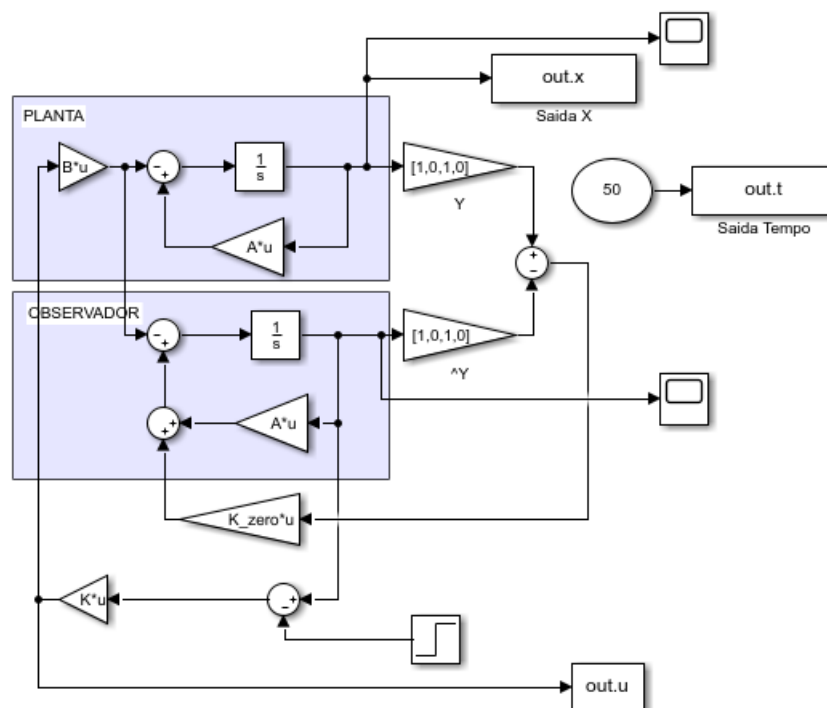 out.x
Saida X
PLANTA
B*u
- +
1
s
[1,0,1,0]
Y
50
out.t
Saida Tempo
A*u
+
-
OBSERVADOR
- +
1
s
[1,0,1,0]
^Y
+ +
A*u
K_zero*u
K*u
- +
out.u